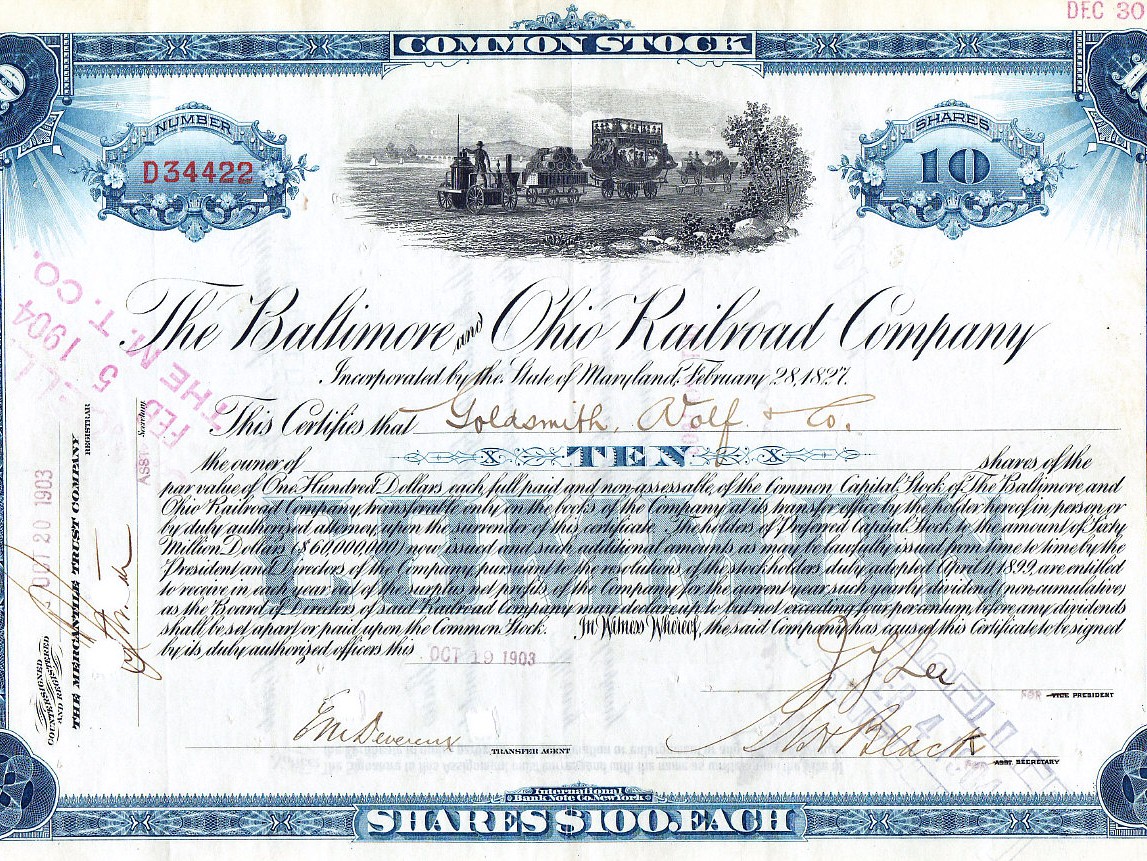 DEC 30
COMMON STOCK
NUMBER
D34422
SHARES
10
The Baltimore and Ohio Railroad Company
Incorporated by the State of Maryland, February 28, 1827.
This Certifies that Goldsmith, Wolf & Co.
the owner of TEN shares of the
par value of One Hundred Dollars each, full paid and non-assessable, of the Common Capital Stock of The Baltimore and
Ohio Railroad Company, transferable only on the books of the Company at its transfer office by the holder hereof in person or
by duly authorized attorney, upon the surrender of this certificate. The holders of Preferred Capital Stock to the amount of Sixty
Million Dollars ($60,000,000) now issued and such additional amounts as may be lawfully issued from time to time by the
President and Directors of the Company, pursuant to the resolutions of the stockholders duly adopted April 11, 1899, are entitled
to receive in each year out of the surplus net profits of the Company for the current year such yearly dividend (non-cumulative)
as the Board of Directors of said Railroad Company may declare, up to but not exceeding four per centum, before any dividends
shall be set apart or paid upon the Common Stock. In Witness Whereof, the said Company has caused this Certificate to be signed
by its duly authorized officers this OCT 19 1903
COMMON
FOR VICE PRESIDENT
TRANSFER AGENT
ASST. SECRETARY
COUNTERSIGNED
AND REGISTERED
OCT 20 1903
THE MERCANTILE TRUST COMPANY
REGISTRAR
ASST Secretary
FEB 5 1904
THE M. T. CO.
International
Bank Note Co. New York
SHARES $100. EACH